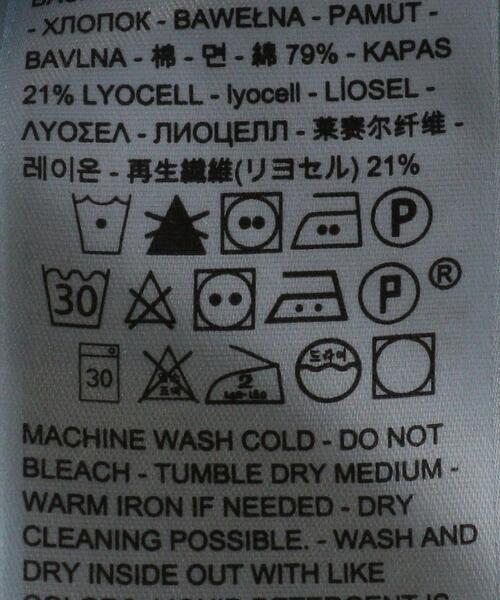 - ХЛОПОК - BAWEŁNA - PAMUT -
BAVLNA - 棉 - 면 - 綿 79% - KAPAS
21% LYOCELL - lyocell - LİOSEL -
ΛΥΟΣΕΛ - ЛИОЦЕЛЛ - 莱赛尔纤维 -
레이온 - 再生繊維(リヨセル) 21%
P
30 P ®
30 2 드라이
MACHINE WASH COLD - DO NOT
BLEACH - TUMBLE DRY MEDIUM -
WARM IRON IF NEEDED - DRY
CLEANING POSSIBLE. - WASH AND
DRY INSIDE OUT WITH LIKE